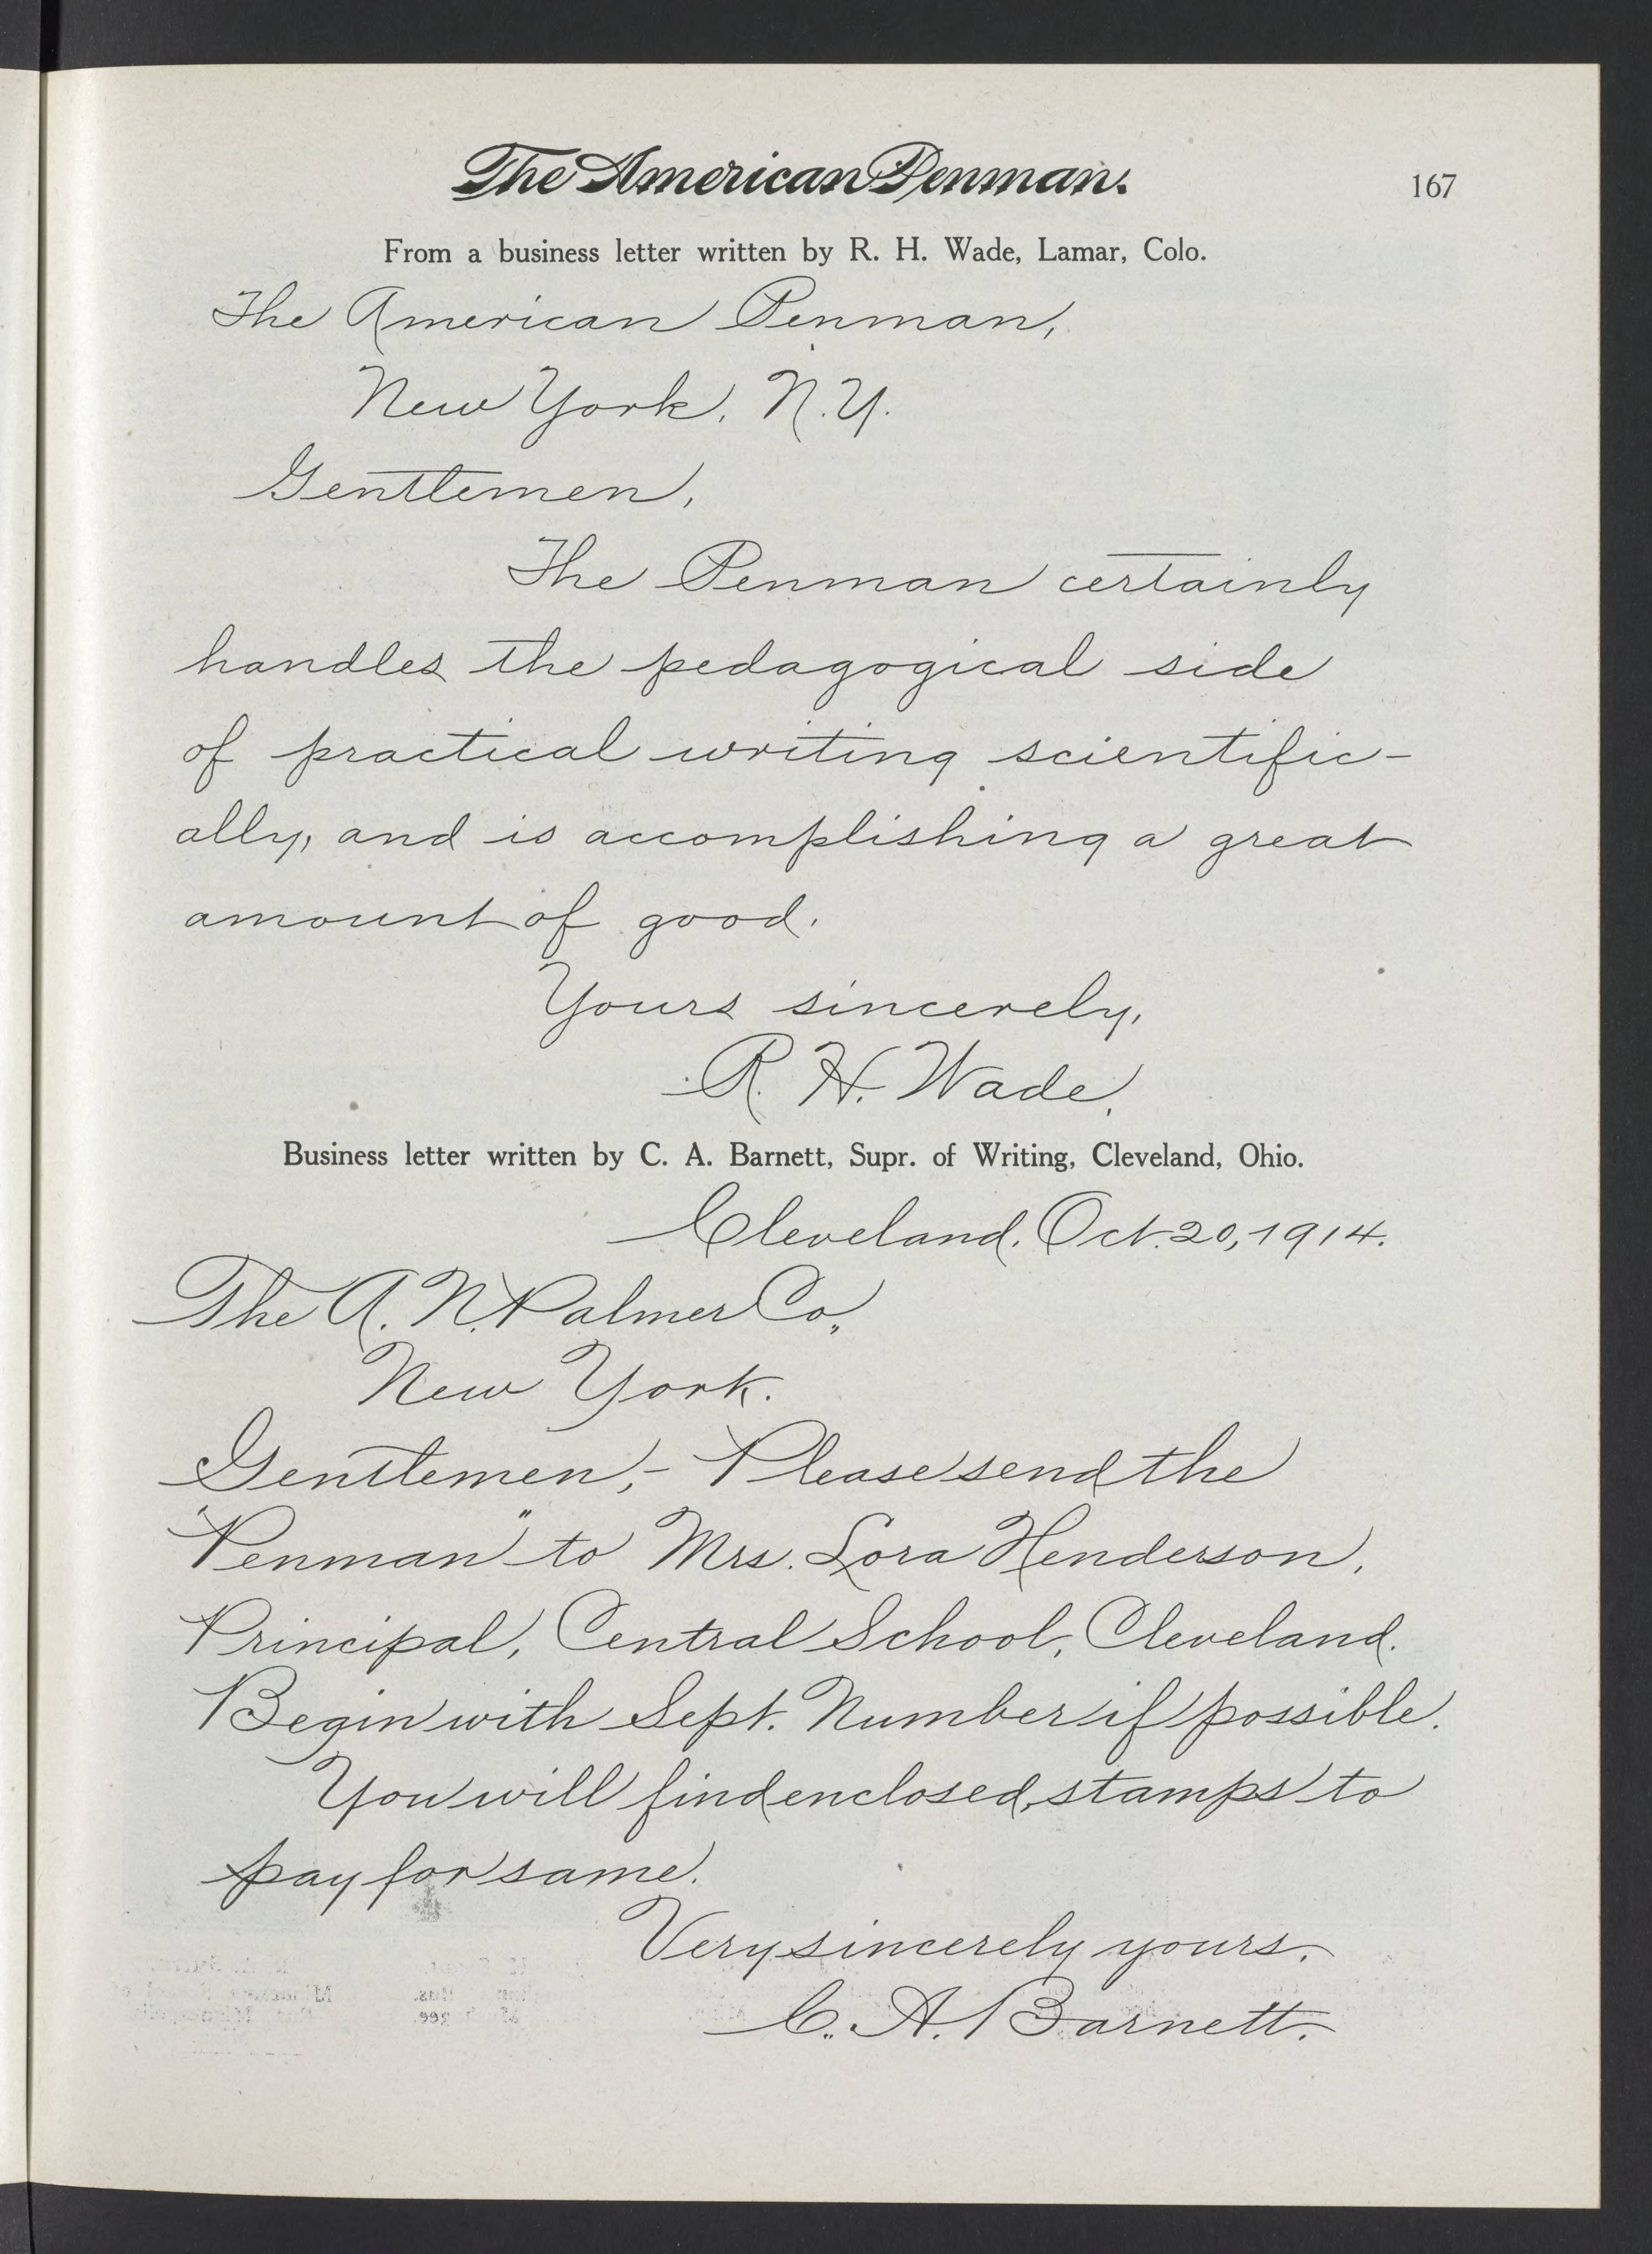 The American Penman.
167
From a business letter written by R. H. Wade, Lamar, Colo.
The American Penman,
New York, N.Y.
Gentlemen,
The Penman certainly
handles the pedagogical side
of practical writing scientific-
ally, and is accomplishing a great
amount of good.
Yours sincerely,
R. H. Wade.
Business letter written by C. A. Barnett, Supr. of Writing, Cleveland, Ohio.
Cleveland, Oct. 20, 1914.
The A. N. Palmer Co.,
New York.
Gentlemen,- Please send the
"Penman" to Mrs. Lora Henderson,
Principal, Central School, Cleveland.
Begin with Sept. Number if possible.
You will find enclosed, stamps to
pay for same.
Very sincerely yours,
C. A. Barnett.